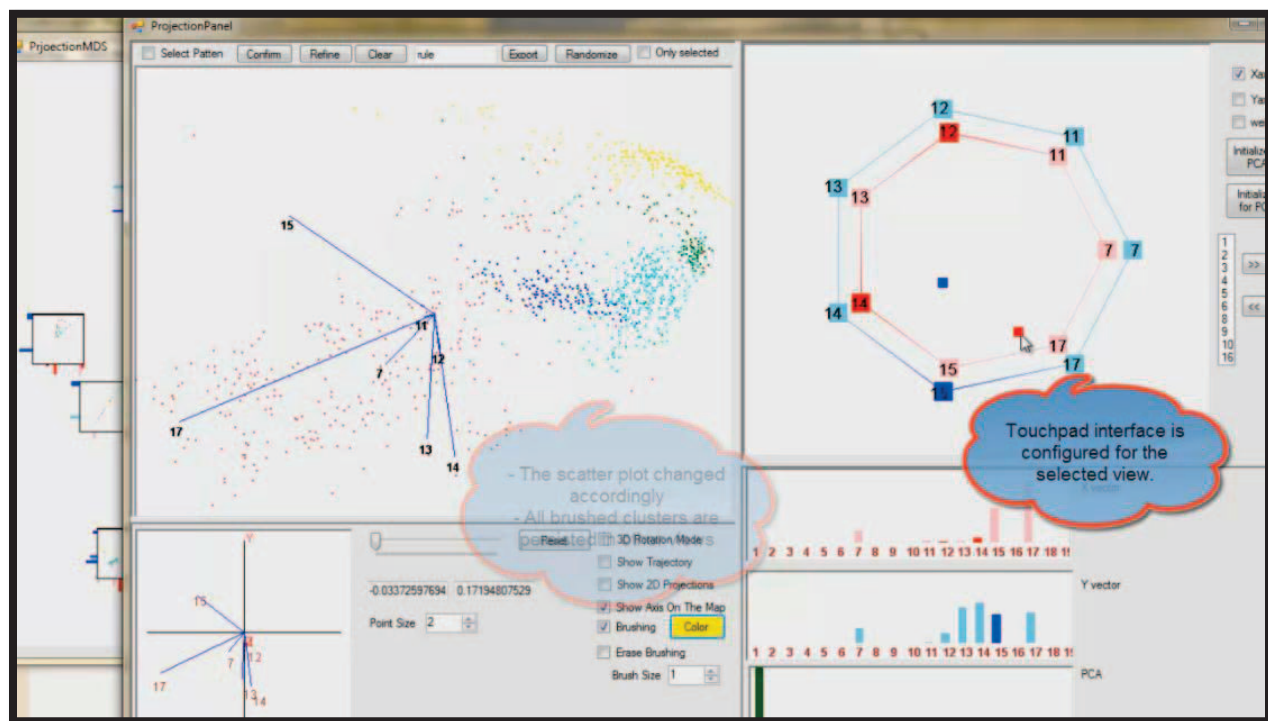 ProjectionPanel
PrjoectionMDS
Select Patten
Confirm
Refine
Clear
rule
Export
Randomize
Only selected
15
11
7
12
17
13
14
12
12
11
11
13
13
7
7
14
14
17
17
15
15
Initialize
PCA
Initialize
for
1
2
3
4
5
6
8
9
10
16
>>
<<
Touchpad interface is
configured for the
selected view.
- The scatter plot changed
accordingly
- All brushed clusters are
X vector
1 2 3 4 5 6 7 8 9 10 11 12 13 14 15 16 17 18
Y vector
1 2 3 4 5 6 7 8 9 10 11 12 13 14 15 16 17 18
PCA
Y
15
X
7
12
17
13
14
-0.03372597694
0.17194807529
Point Size
2
Reset
3D Rotation Mode
Show Trajectory
Show 2D Projections
Show Axis On The Map
Brushing
Color
Erase Brushing
Brush Size
1